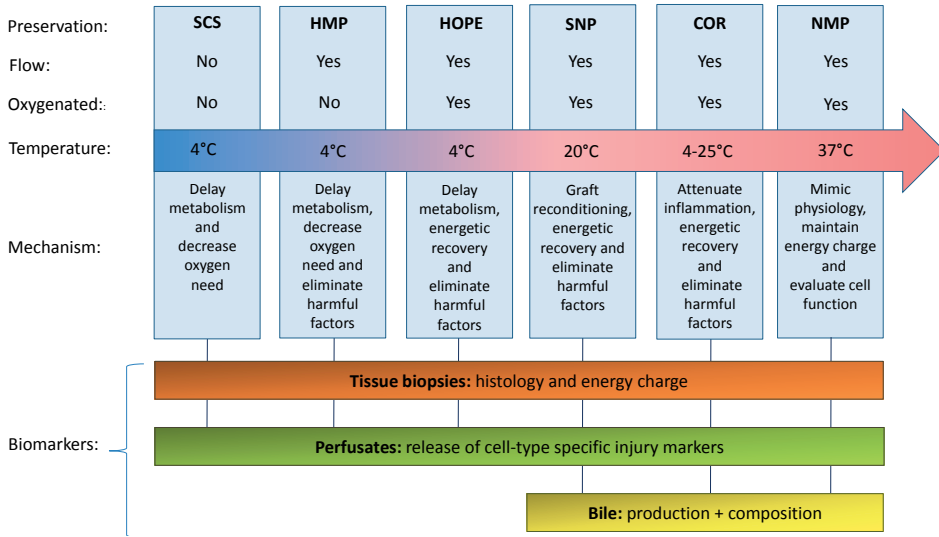 Preservation: SCS HMP HOPE SNP COR NMP
Flow: No Yes Yes Yes Yes Yes
Oxygenated:: No No Yes Yes Yes Yes
Temperature: 4°C 4°C 4°C 20°C 4-25°C 37°C
Mechanism:
Delay
metabolism
and
decrease
oxygen
need
Delay
metabolism,
decrease
oxygen
need and
eliminate
harmful
factors
Delay
metabolism,
energetic
recovery
and
eliminate
harmful factors
Graft
reconditioning,
energetic
recovery and
eliminate
harmful
factors
Attenuate
inflammation,
energetic
recovery
and
eliminate
harmful factors
Mimic
physiology,
maintain
energy charge
and
evaluate cell
function
Biomarkers:
Tissue biopsies: histology and energy charge
Perfusates: release of cell-type specific injury markers
Bile: production + composition